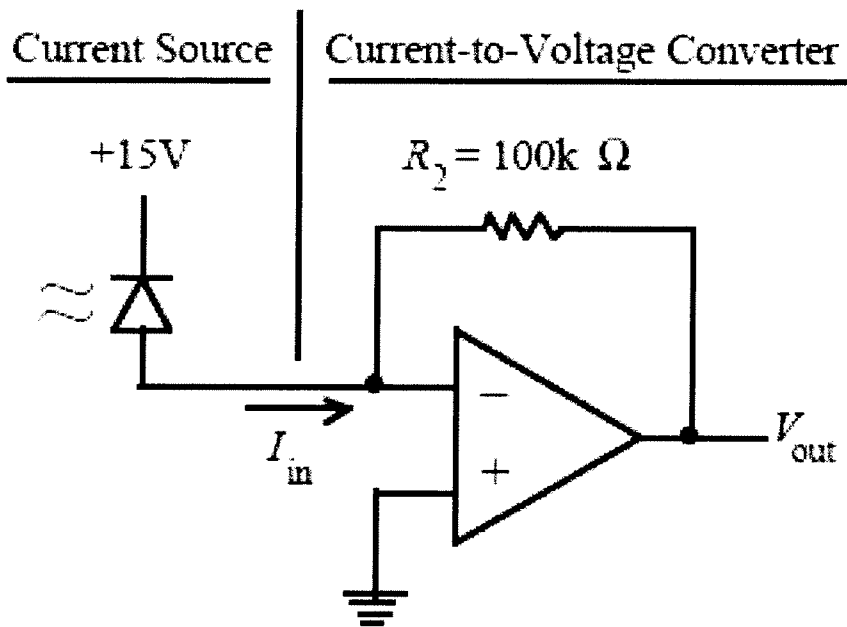 Current Source
Current-to-Voltage Converter
+15V
R2 = 100k Ω
Iin
−
+
Vout